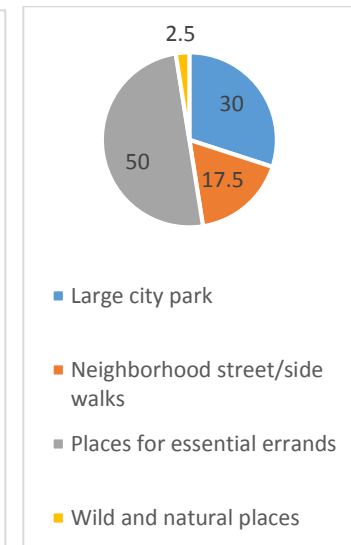 2.5
30
50
17.5
Large city park
Neighborhood street/side
walks
Places for essential errands
Wild and natural places